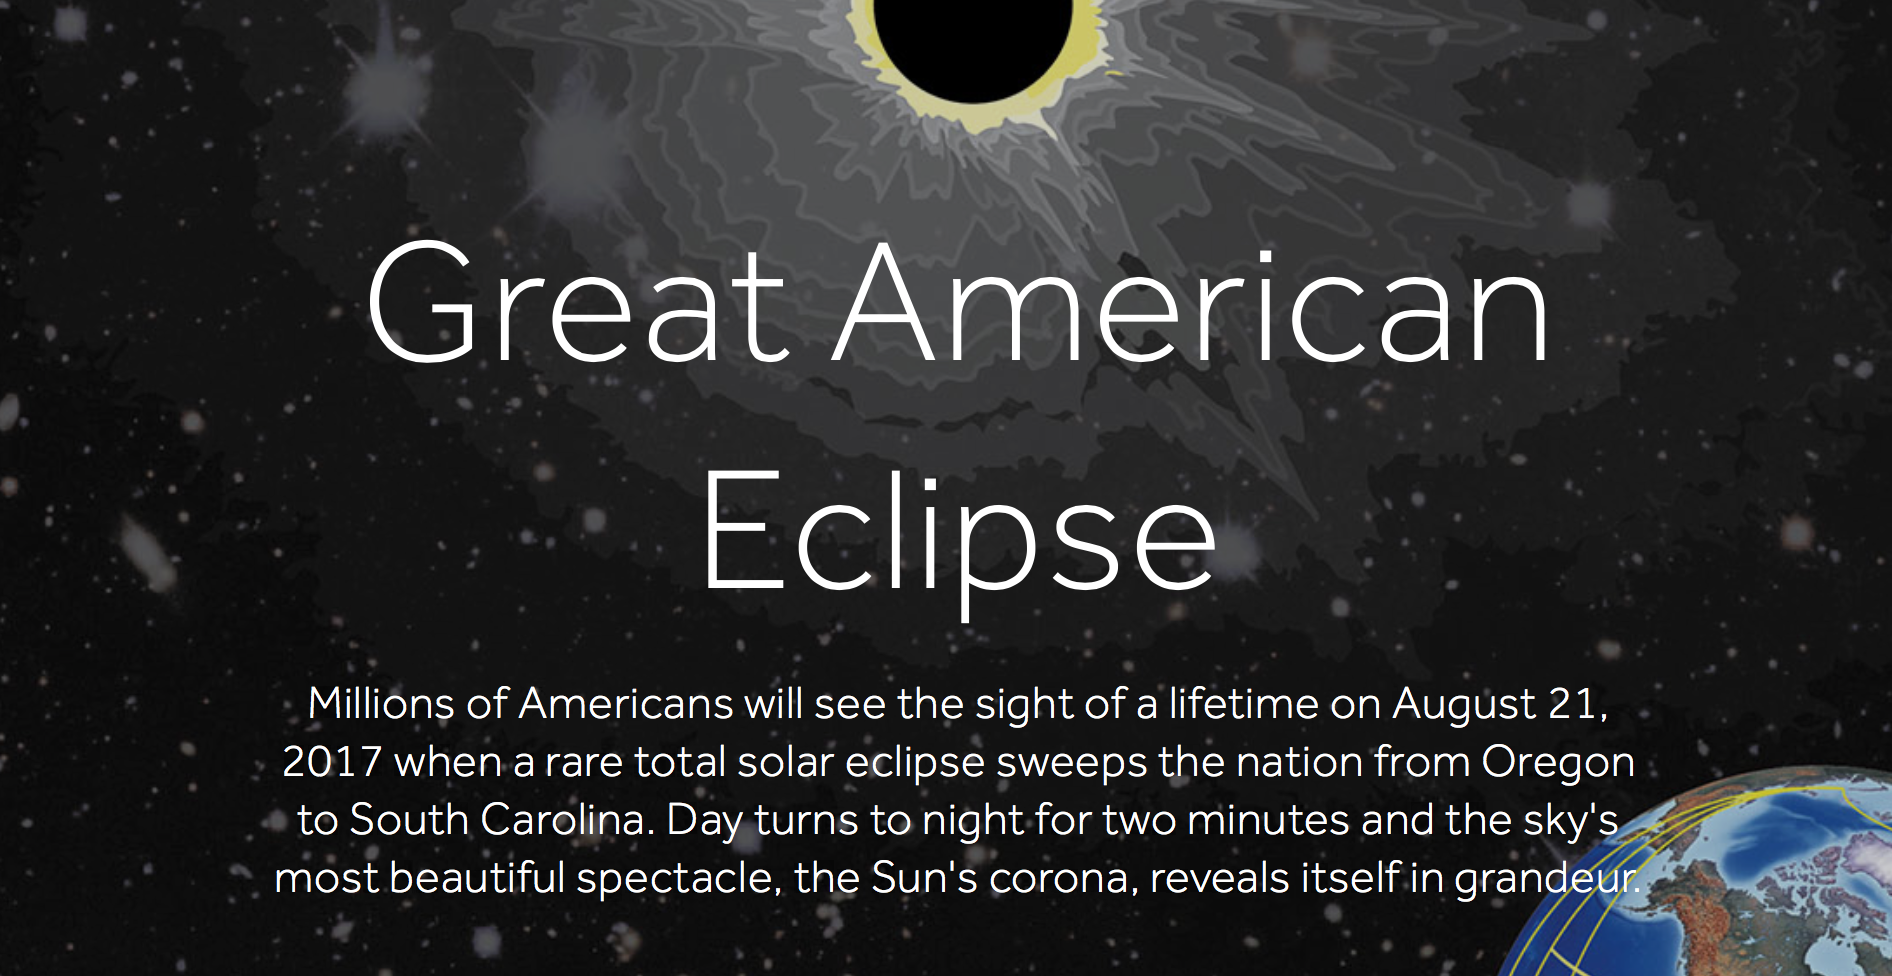 Great American
Eclipse
Millions of Americans will see the sight of a lifetime on August 21,
2017 when a rare total solar eclipse sweeps the nation from Oregon
to South Carolina. Day turns to night for two minutes and the sky's
most beautiful spectacle, the Sun's corona, reveals itself in grandeur.